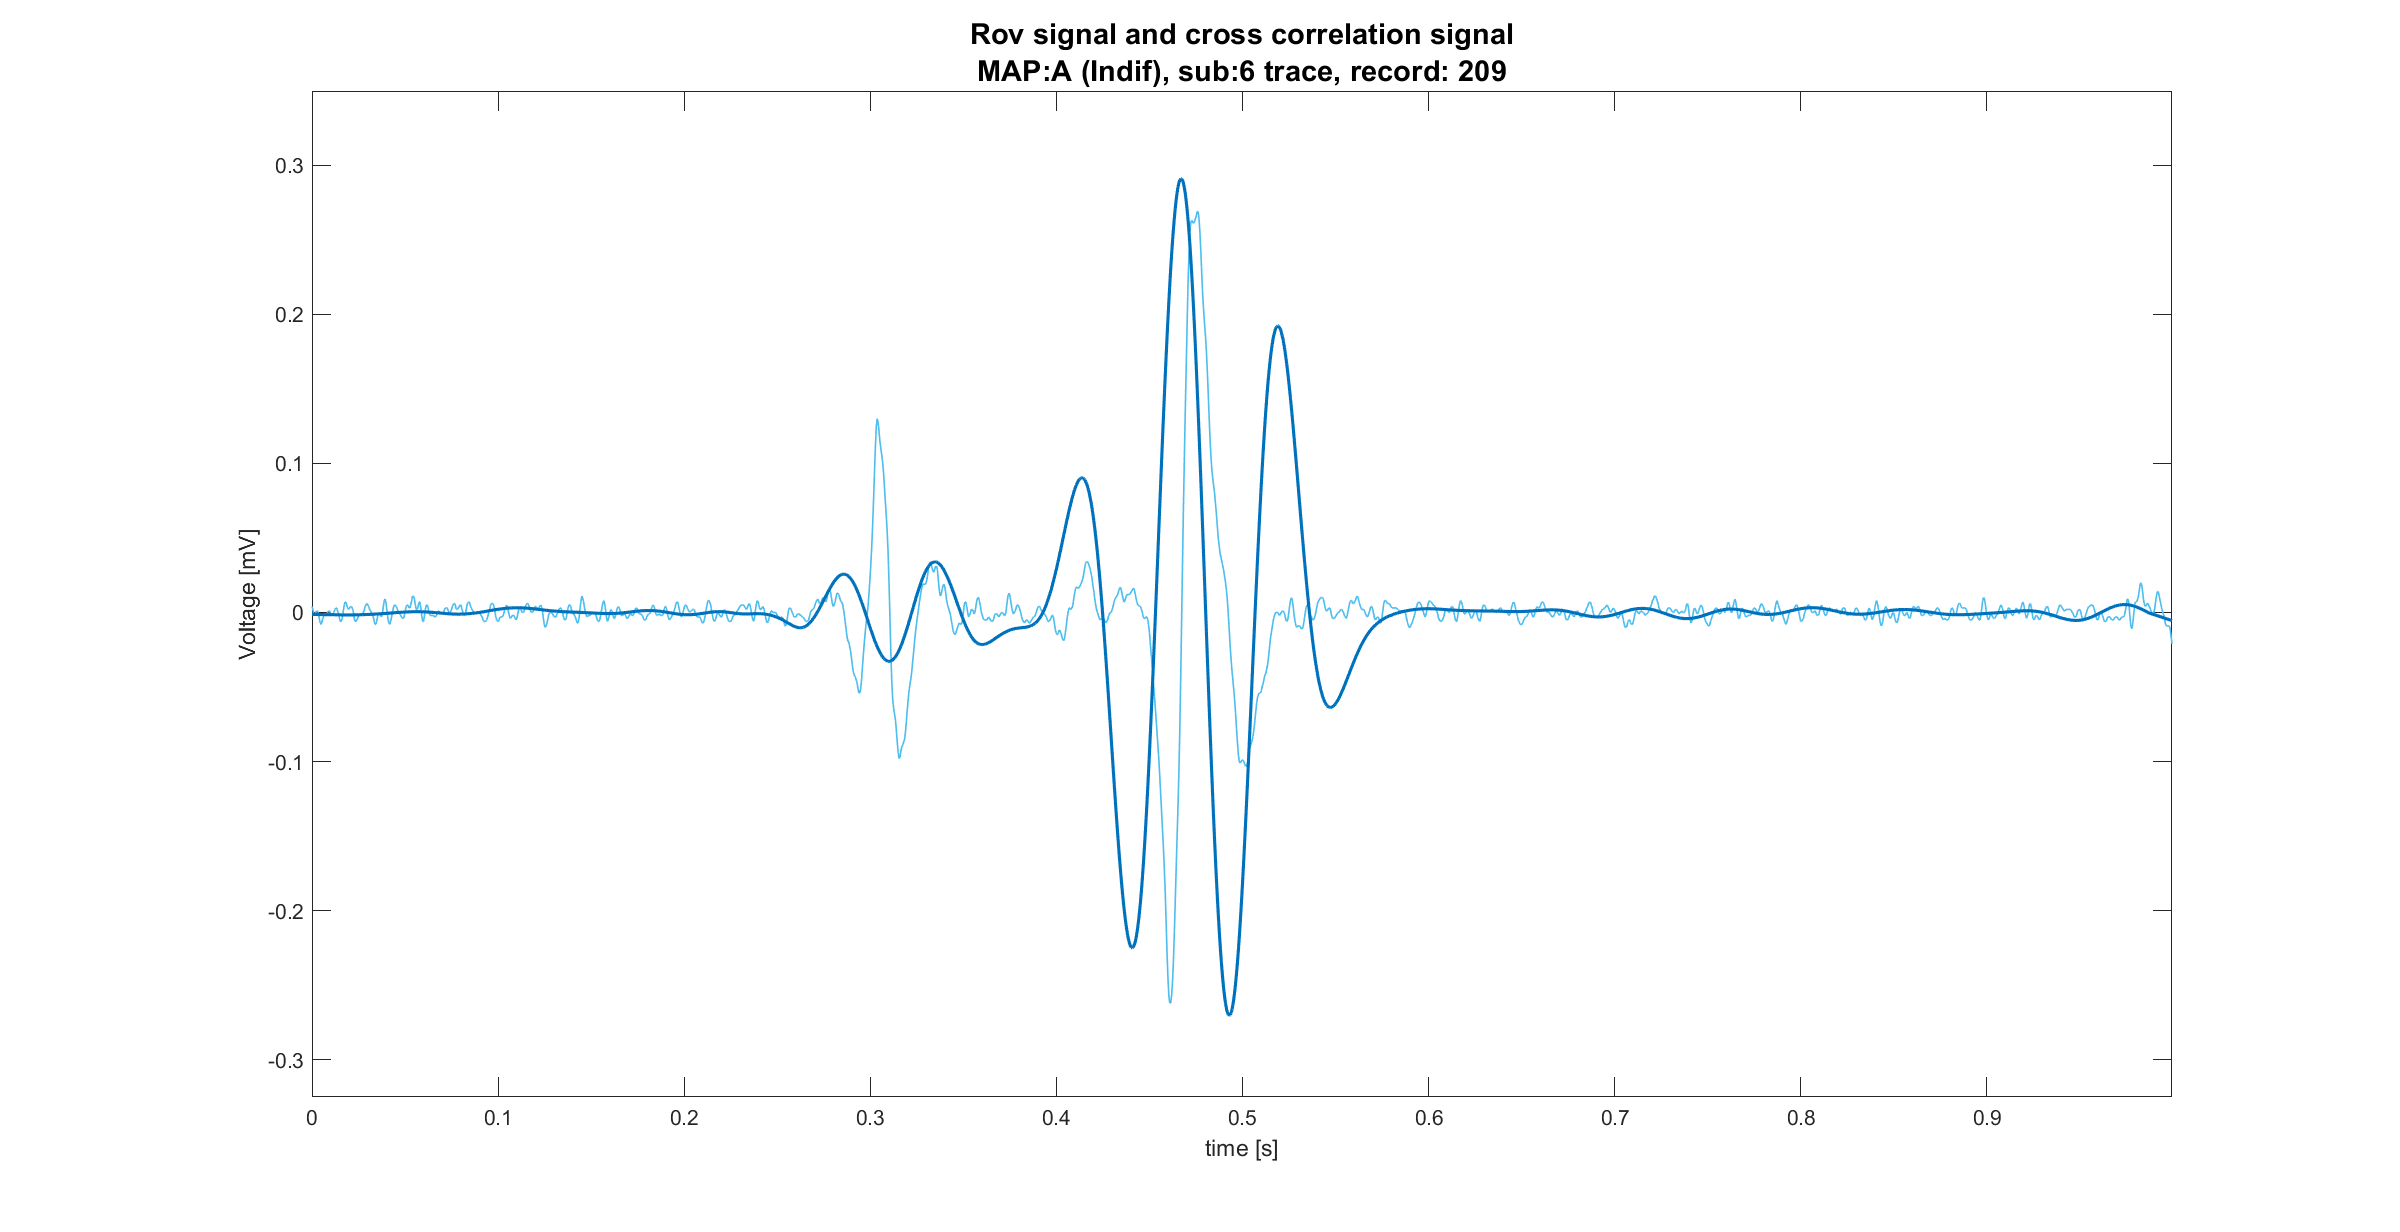 Rov signal and cross correlation signal
MAP:A (Indif), sub:6 trace, record: 209
Voltage [mV]
0.3
0.2
0.1
0
-0.1
-0.2
-0.3
0 0.1 0.2 0.3 0.4 0.5 0.6 0.7 0.8 0.9
time [s]